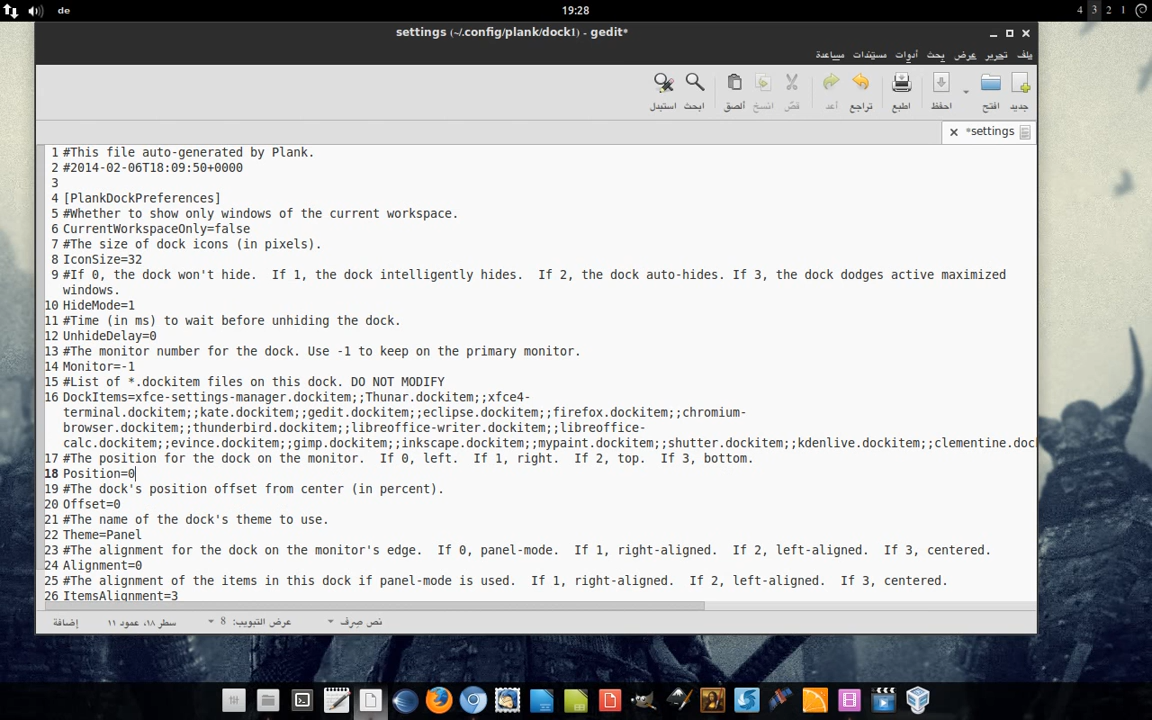 de
19:28
4 3 2 1
settings (~/.config/plank/dock1) - gedit*
ملف تحرير عرض بحث أدوات مستندات مساعدة
جديد افتح احفظ اطبع تراجع أعد قصّ انسخ ألصق ابحث استبدل
*settings
1 #This file auto-generated by Plank.
2 #2014-02-06T18:09:50+0000
3
4 [PlankDockPreferences]
5 #Whether to show only windows of the current workspace.
6 CurrentWorkspaceOnly=false
7 #The size of dock icons (in pixels).
8 IconSize=32
9 #If 0, the dock won't hide.  If 1, the dock intelligently hides.  If 2, the dock auto-hides. If 3, the dock dodges active maximized
windows.
10 HideMode=1
11 #Time (in ms) to wait before unhiding the dock.
12 UnhideDelay=0
13 #The monitor number for the dock. Use -1 to keep on the primary monitor.
14 Monitor=-1
15 #List of *.dockitem files on this dock. DO NOT MODIFY
16 DockItems=xfce-settings-manager.dockitem;;Thunar.dockitem;;xfce4-
terminal.dockitem;;kate.dockitem;;gedit.dockitem;;eclipse.dockitem;;firefox.dockitem;;chromium-
browser.dockitem;;thunderbird.dockitem;;libreoffice-writer.dockitem;;libreoffice-
calc.dockitem;;evince.dockitem;;gimp.dockitem;;inkscape.dockitem;;mypaint.dockitem;;shutter.dockitem;;kdenlive.dockitem;;clementine.doc
17 #The position for the dock on the monitor.  If 0, left.  If 1, right.  If 2, top.  If 3, bottom.
18 Position=0
19 #The dock's position offset from center (in percent).
20 Offset=0
21 #The name of the dock's theme to use.
22 Theme=Panel
23 #The alignment for the dock on the monitor's edge.  If 0, panel-mode.  If 1, right-aligned.  If 2, left-aligned.  If 3, centered.
24 Alignment=0
25 #The alignment of the items in this dock if panel-mode is used.  If 1, right-aligned.  If 2, left-aligned.  If 3, centered.
26 ItemsAlignment=3
نص صِرف عرض التبويب: 8 سطر ١٨، عمود ١١ إضافة